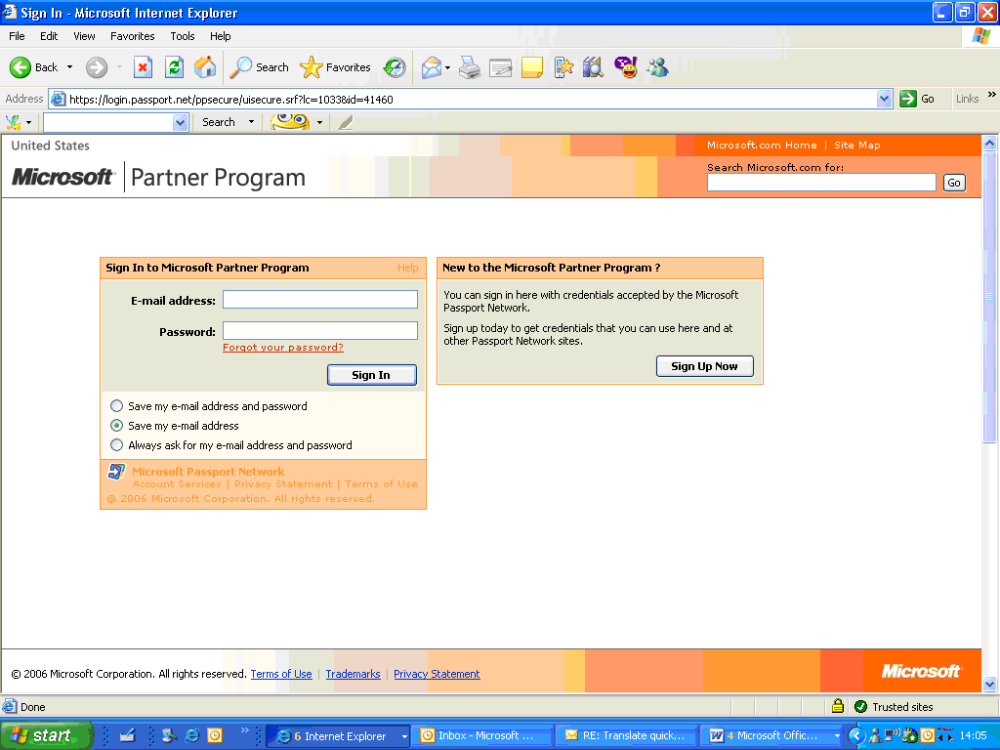 Sign In - Microsoft Internet Explorer
File Edit View Favorites Tools Help
Back Search Favorites
Address https://login.passport.net/ppsecure/uisecure.srf?lc=1033&id=41460 Go Links »
Search
United States
Microsoft.com Home | Site Map
Microsoft Partner Program
Search Microsoft.com for:
Go
Sign In to Microsoft Partner Program Help
E-mail address:
Password:
Forgot your password?
Sign In
Save my e-mail address and password
Save my e-mail address
Always ask for my e-mail address and password
Microsoft Passport Network
Account Services | Privacy Statement | Terms of Use
© 2006 Microsoft Corporation. All rights reserved.
New to the Microsoft Partner Program ?
You can sign in here with credentials accepted by the Microsoft
Passport Network.
Sign up today to get credentials that you can use here and at
other Passport Network sites.
Sign Up Now
© 2006 Microsoft Corporation. All rights reserved. Terms of Use | Trademarks | Privacy Statement
Microsoft
Done Trusted sites
start » 6 Internet Explorer Inbox - Microsoft ... RE: Translate quick... 4 Microsoft Offic... 14:05